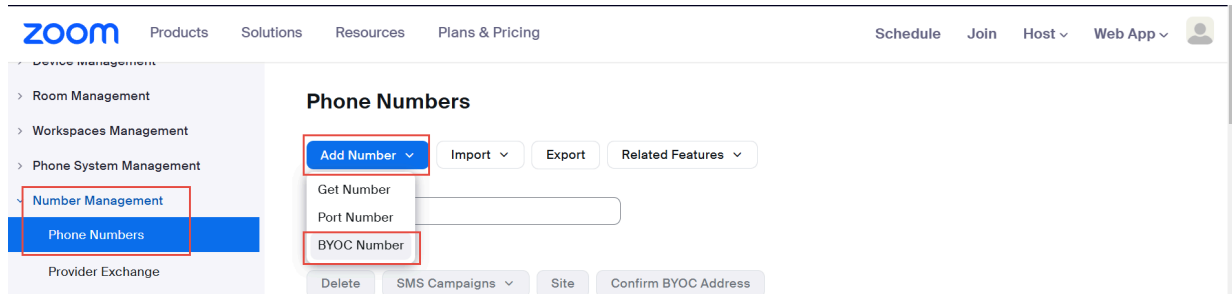 zoom Products Solutions Resources Plans & Pricing Schedule Join Host Web App
Device Management
Room Management
Workspaces Management
Phone System Management
Number Management
Phone Numbers
Provider Exchange
Phone Numbers
Add Number Import Export Related Features
Get Number
Port Number
BYOC Number
Delete SMS Campaigns Site Confirm BYOC Address